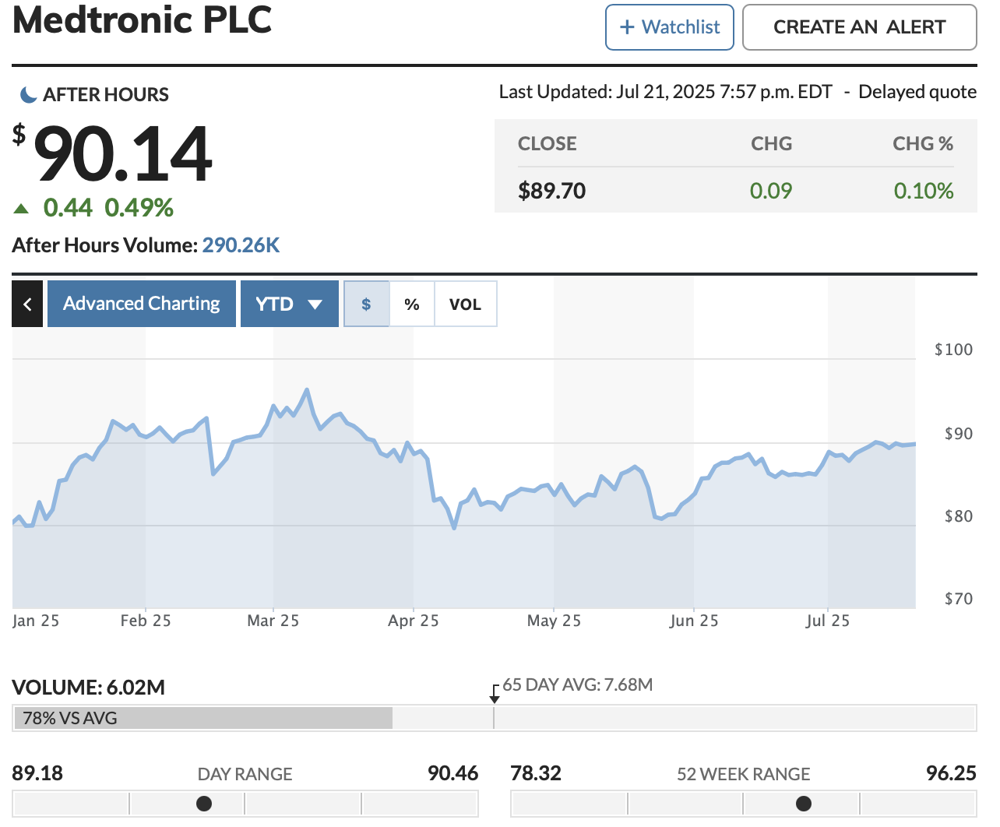 Medtronic PLC
+ Watchlist
CREATE AN ALERT
AFTER HOURS
Last Updated: Jul 21, 2025 7:57 p.m. EDT - Delayed quote
$ 90.14
0.44 0.49%
After Hours Volume: 290.26K
CLOSE CHG CHG %
$89.70 0.09 0.10%
Advanced Charting
YTD
$
%
VOL
$100
$90
$80
$70
Jan 25 Feb 25 Mar 25 Apr 25 May 25 Jun 25 Jul 25
VOLUME: 6.02M
65 DAY AVG: 7.68M
78% VS AVG
89.18 DAY RANGE 90.46
78.32 52 WEEK RANGE 96.25